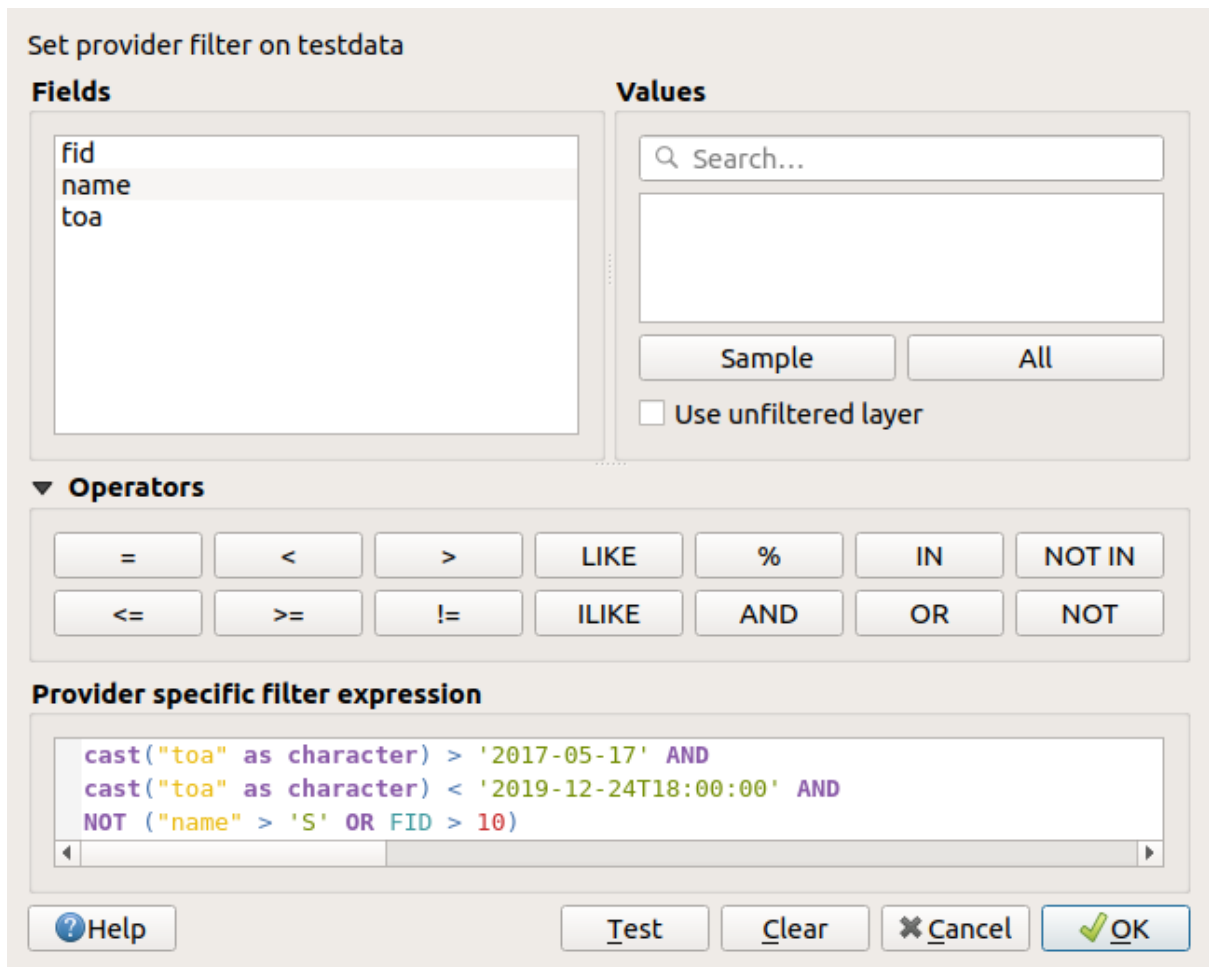 Set provider filter on testdata
Fields
Values
fid
name
toa
Search...
Sample
All
Use unfiltered layer
Operators
= < > LIKE % IN NOT IN
<= >= != ILIKE AND OR NOT
Provider specific filter expression
cast("toa" as character) > '2017-05-17' AND
cast("toa" as character) < '2019-12-24T18:00:00' AND
NOT ("name" > 'S' OR FID > 10)
Help Test Clear Cancel OK